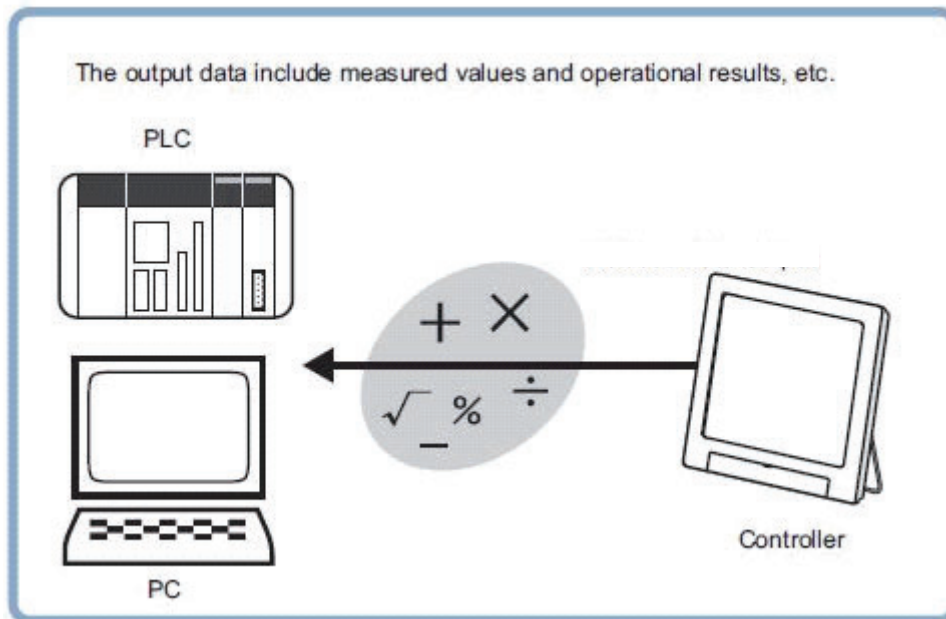 The output data include measured values and operational results, etc.
PLC
+ ×
√ % ÷
−
Controller
PC